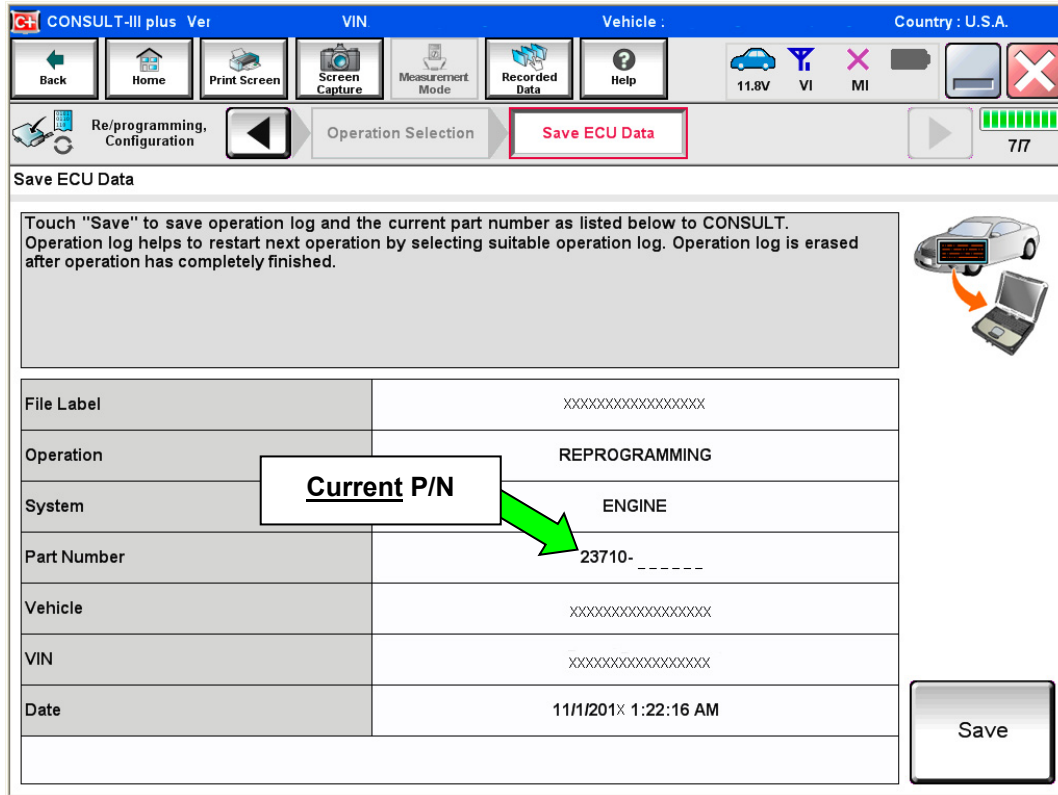 C+ CONSULT-III plus Ver VIN. Vehicle : Country : U.S.A.
Back Home Print Screen Screen Capture Measurement Mode Recorded Data ? Help 11.8V VI MI
Re/programming, Configuration Operation Selection Save ECU Data 7/7
Save ECU Data
Touch "Save" to save operation log and the current part number as listed below to CONSULT.
Operation log helps to restart next operation by selecting suitable operation log. Operation log is erased
after operation has completely finished.
File Label XXXXXXXXXXXXXXXXX
Operation REPROGRAMMING
Current P/N
System ENGINE
Part Number 23710-_ _ _ _ _ _
Vehicle XXXXXXXXXXXXXXXXX
VIN XXXXXXXXXXXXXXXXX
Date 11/1/201X 1:22:16 AM
Save